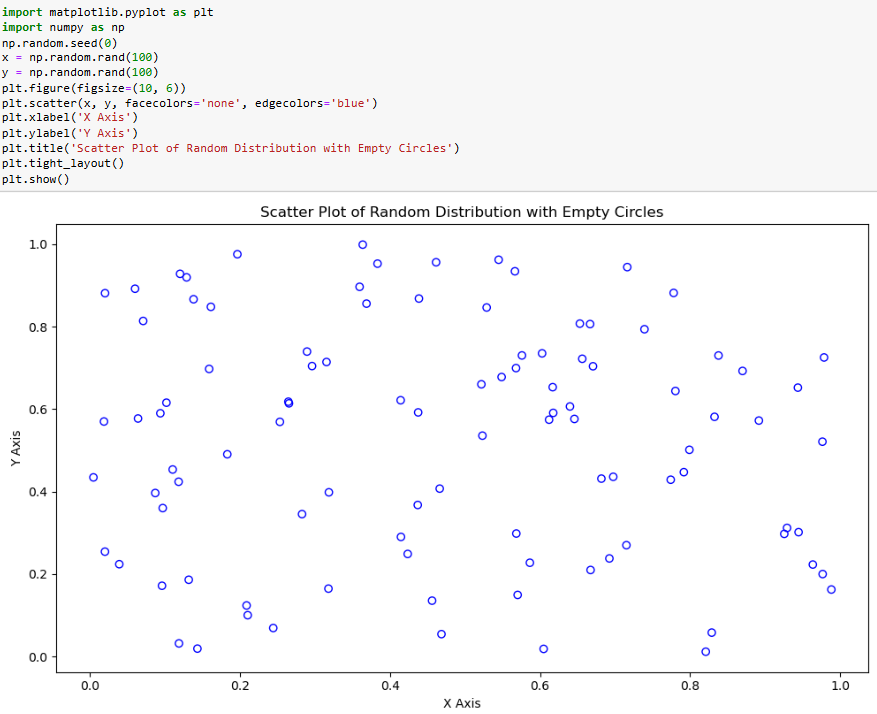 import matplotlib.pyplot as plt
import numpy as np
np.random.seed(0)
x = np.random.rand(100)
y = np.random.rand(100)
plt.figure(figsize=(10, 6))
plt.scatter(x, y, facecolors='none', edgecolors='blue')
plt.xlabel('X Axis')
plt.ylabel('Y Axis')
plt.title('Scatter Plot of Random Distribution with Empty Circles')
plt.tight_layout()
plt.show()
Scatter Plot of Random Distribution with Empty Circles
1.0
0.8
0.6
Y Axis
0.4
0.2
0.0
0.0 0.2 0.4 0.6 0.8 1.0
X Axis